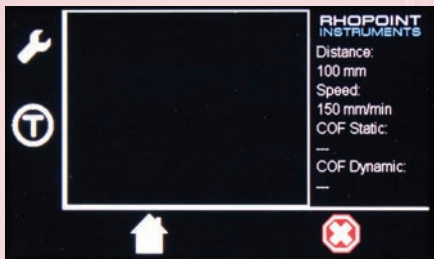 RHOPOINT
INSTRUMENTS
Distance:
100 mm
Speed:
150 mm/min
COF Static:
---
COF Dynamic:
---
T